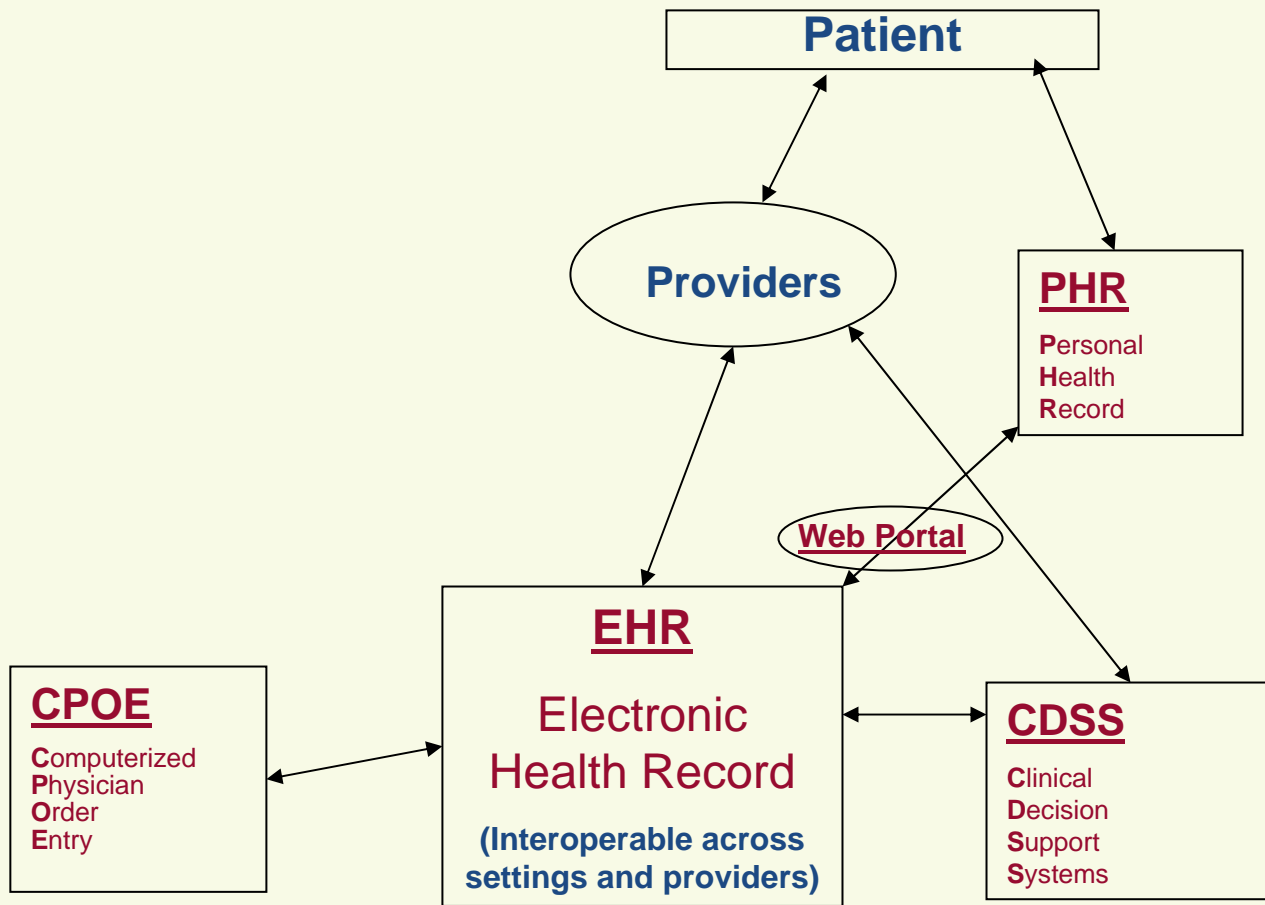 Patient
Providers
PHR
Personal
Health
Record
Web Portal
EHR
Electronic
Health Record
(Interoperable across
settings and providers)
CPOE
Computerized
Physician
Order
Entry
CDSS
Clinical
Decision
Support
Systems